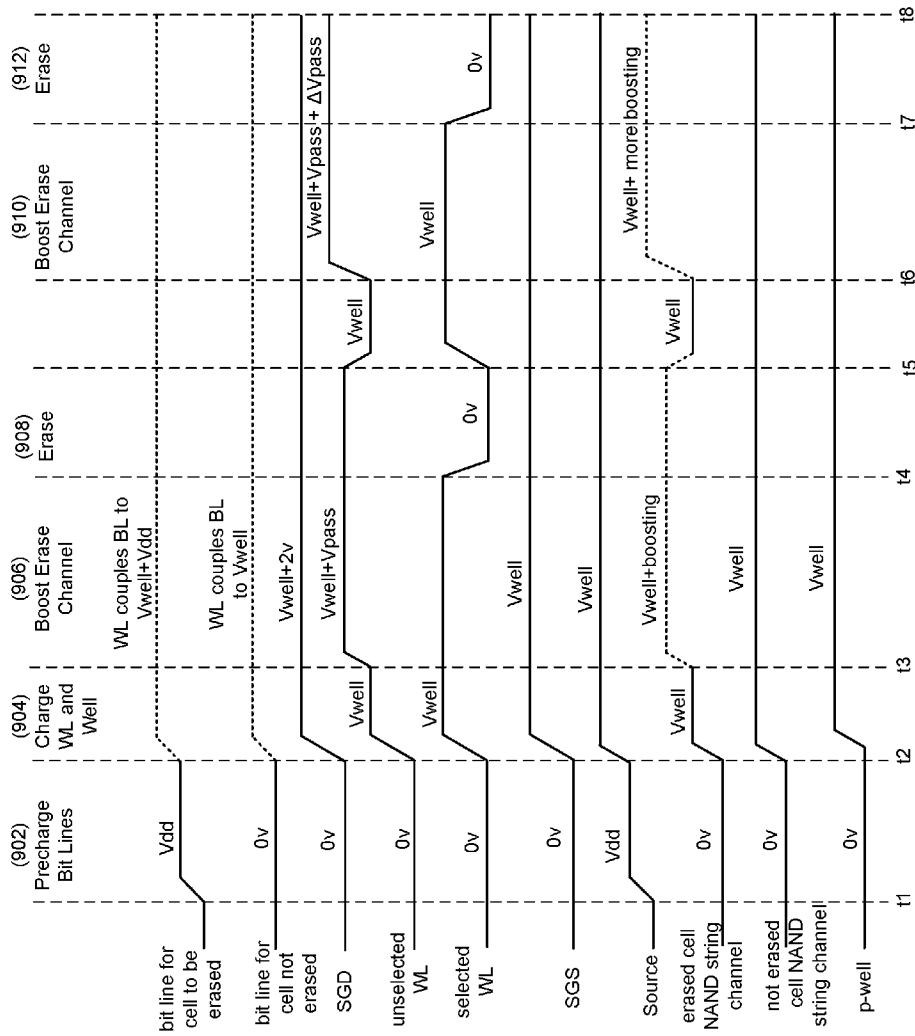 (902)
Precharge
Bit Lines
(904)
Charge
WL and
Well
(906)
Boost Erase
Channel
(908)
Erase
(910)
Boost Erase
Channel
(912)
Erase
bit line for
cell to be
erased
Vdd
WL couples BL to
Vwell+Vdd
bit line for
cell not
erased
0v
WL couples BL
to Vwell
SGD
0v
Vwell+2v
unselected
WL
0v
Vwell
Vwell+Vpass
Vwell
Vwell+Vpass + ΔVpass
selected
WL
0v
Vwell
0v
Vwell
0v
SGS
0v
Vwell
Source
Vdd
Vwell
erased cell
NAND string
channel
0v
Vwell
Vwell+boosting
Vwell
Vwell+ more boosting
not erased
cell NAND
string channel
0v
Vwell
p-well
0v
Vwell
t1
t2
t3
t4
t5
t6
t7
t8